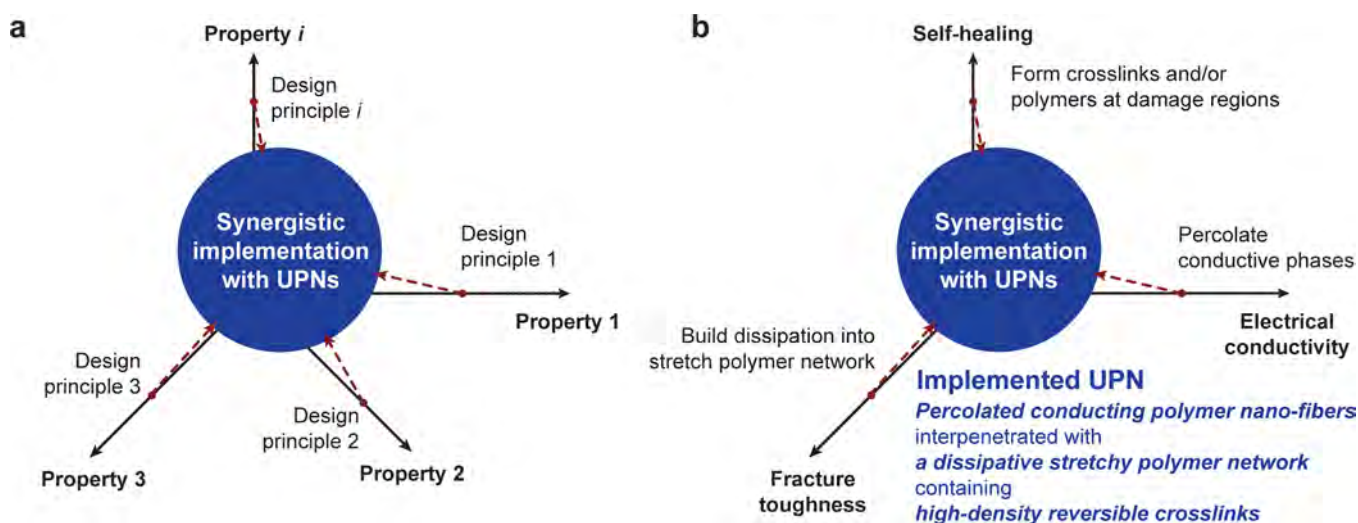 a
Property i
Design
principle i
Synergistic
implementation
with UPNs
Design
principle 1
Property 1
Design
principle 3
Design
principle 2
Property 3
Property 2
b
Self-healing
Form crosslinks and/or
polymers at damage regions
Synergistic
implementation
with UPNs
Percolate
conductive phases
Electrical
conductivity
Build dissipation into
stretch polymer network
Fracture
toughness
Implemented UPN
Percolated conducting polymer nano-fibers
interpenetrated with
a dissipative stretchy polymer network
containing
high-density reversible crosslinks